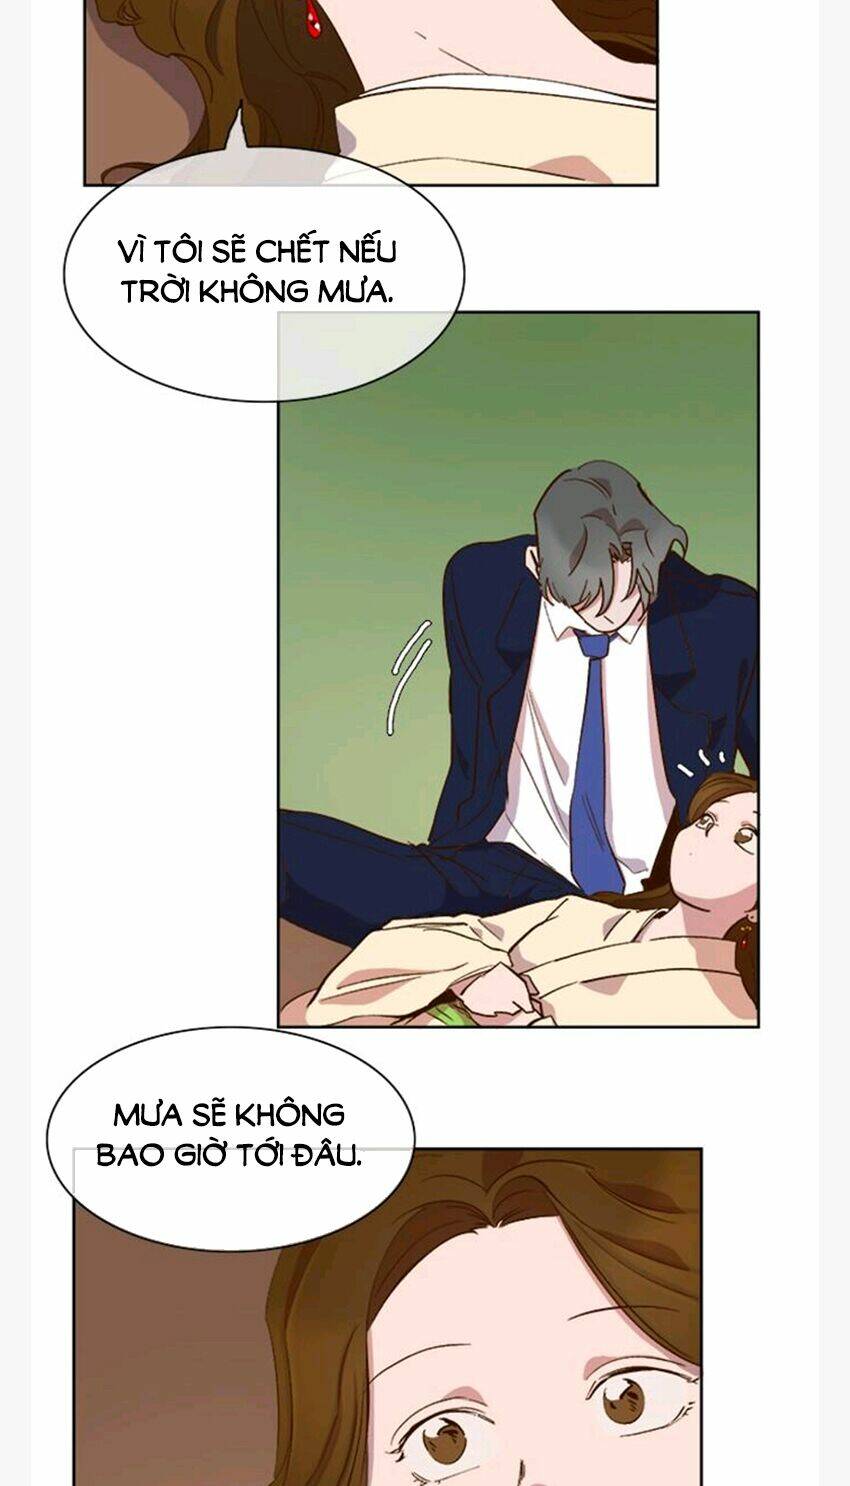 VÌ TÔI SẼ CHẾT NẾU
TRỜI KHÔNG MƯA.
MƯA SẼ KHÔNG
BAO GIỜ TỚI ĐÂU.